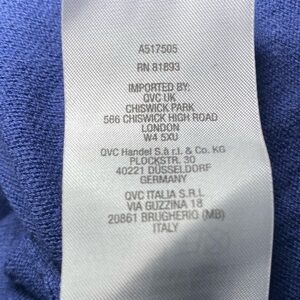 A517505
RN 81893
IMPORTED BY:
QVC UK
CHISWICK PARK
566 CHISWICK HIGH ROAD
LONDON
W4 5XU
QVC Handel S.à r.l. & Co. KG
PLOCKSTR. 30
40221 DÜSSELDORF
GERMANY
QVC ITALIA S.R.L
VIA GUZZINA 18
20861 BRUGHERIO (MB)
ITALY